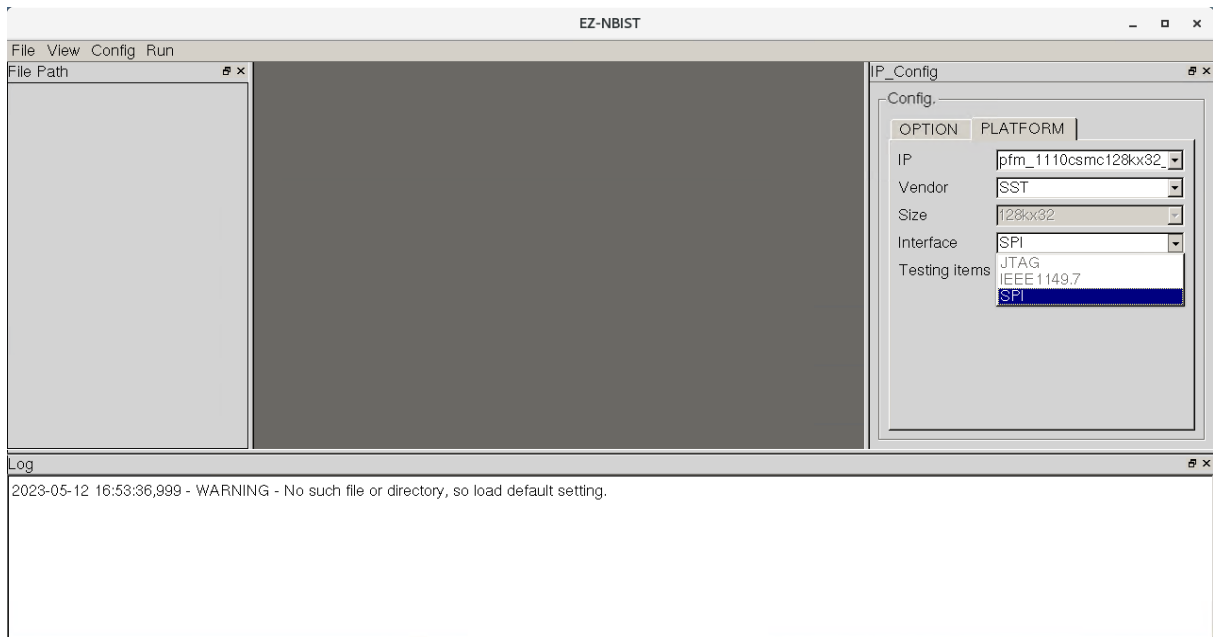 EZ-NBIST
File View Config Run
File Path
IP_Config
Config.
OPTION PLATFORM
IP pfm_1110csmc128kx32_
Vendor SST
Size 128kx32
Interface SPI
Testing items
JTAG
IEEE1149.7
SPI
Log
2023-05-12 16:53:36,999 - WARNING - No such file or directory, so load default setting.